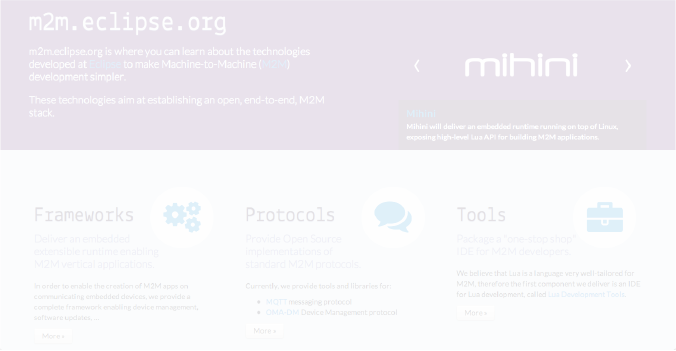 m2m.eclipse.org
m2m.eclipse.org is where you can learn about the technologies
developed at Eclipse to make Machine-to-Machine (M2M)
development simpler.
These technologies aim at establishing an open, end-to-end, M2M
stack.
mihini
Mihini
Mihini will deliver an embedded runtime running on top of Linux,
exposing high-level Lua API for building M2M applications.
Frameworks
Deliver an embedded
extensible runtime enabling
M2M vertical applications
In order to enable the creation of M2M apps on
communicating embedded devices, we provide a
complete framework enabling device management,
software updates, ...
More »
Protocols
Provide Open Source
implementations of
standard M2M protocols
Currently, we provide tools and libraries for:
• MQTT messaging protocol
• OMA-DM Device Management protocol
More »
Tools
Package a "one-stop shop"
IDE for M2M developers.
We believe that Lua is a language very well-tailored for
M2M, therefore the first component we deliver is an IDE
for Lua development, called Lua Development Tools.
More »